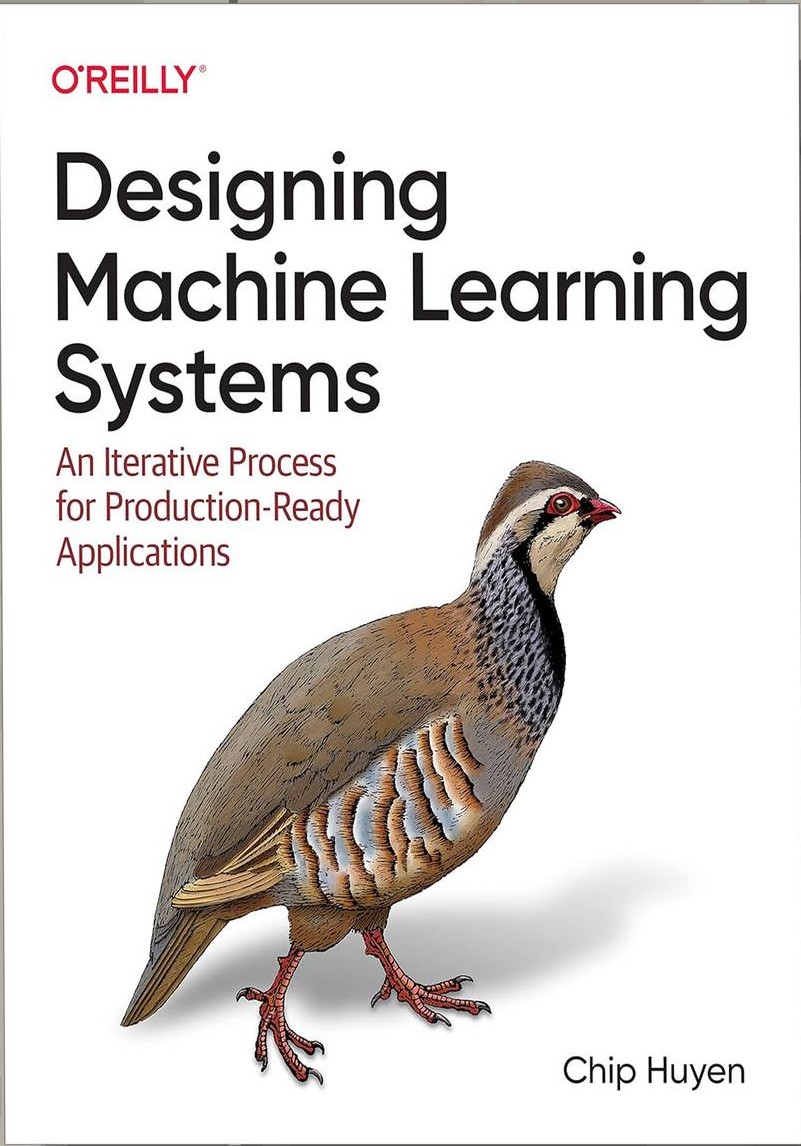 O'REILLY®
Designing
Machine Learning
Systems
An Iterative Process
for Production-Ready
Applications
Chip Huyen